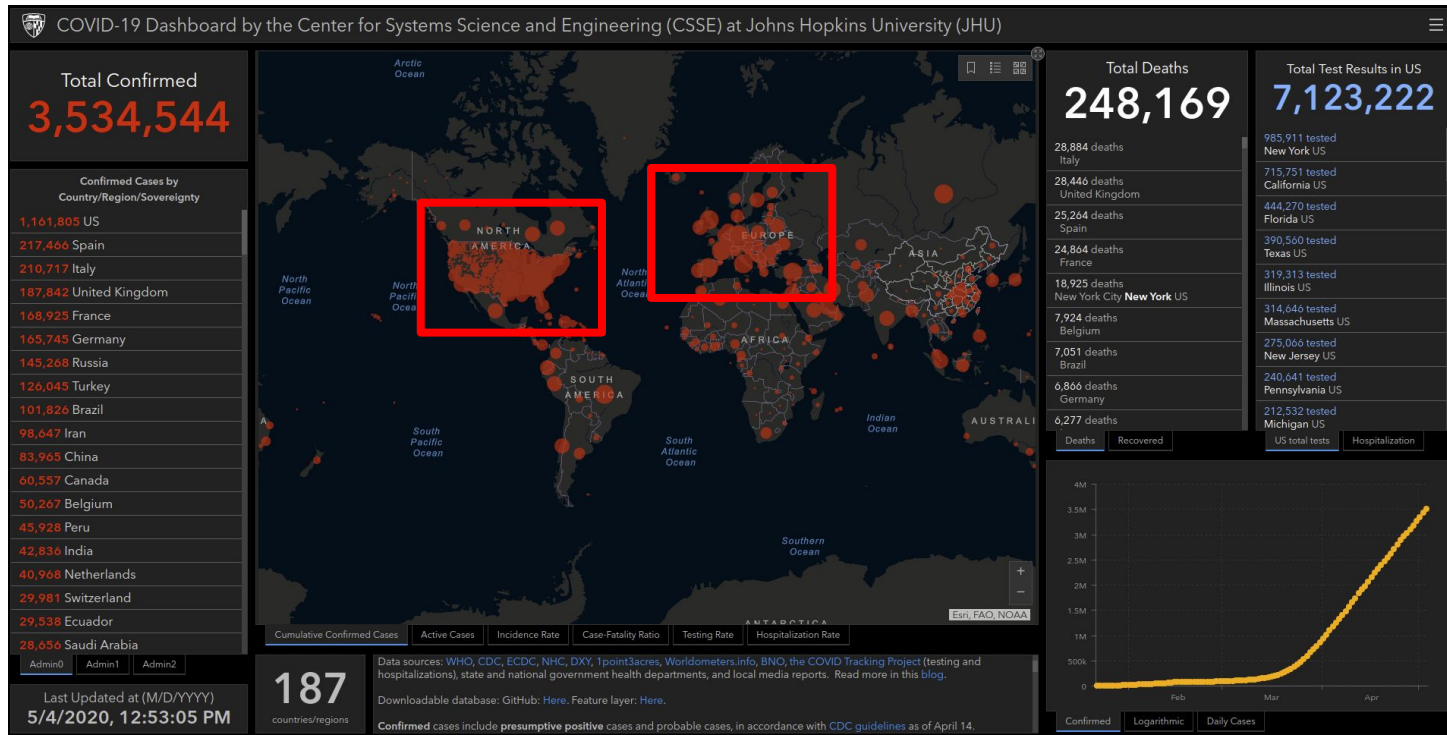 COVID-19 Dashboard by the Center for Systems Science and Engineering (CSSE) at Johns Hopkins University (JHU)
Total Confirmed
3,534,544
Confirmed Cases by
Country/Region/Sovereignty
1,161,805 US
217,466 Spain
210,717 Italy
187,842 United Kingdom
168,925 France
165,745 Germany
145,268 Russia
126,045 Turkey
101,826 Brazil
98,647 Iran
83,965 China
60,557 Canada
50,267 Belgium
45,928 Peru
42,836 India
40,968 Netherlands
29,981 Switzerland
29,538 Ecuador
28,656 Saudi Arabia
Admin0 Admin1 Admin2
Last Updated at (M/D/YYYY)
5/4/2020, 12:53:05 PM
Arctic
Ocean
NORTH
AMERICA
EUROPE
ASIA
North
Pacific
Ocean
North
Pacifi
Ocea
North
Atlanti
Ocea
AFRICA
SOUTH
AMERICA
Indian
Ocean
AUSTRALI
A
South
Pacific
Ocean
South
Atlantic
Ocean
Southern
Ocean
ANTARCTICA
+
−
Esri, FAO, NOAA
Cumulative Confirmed Cases Active Cases Incidence Rate Case-Fatality Ratio Testing Rate Hospitalization Rate
187
countries/regions
Data sources: WHO, CDC, ECDC, NHC, DXY, 1point3acres, Worldometers.info, BNO, the COVID Tracking Project (testing and
hospitalizations), state and national government health departments, and local media reports. Read more in this blog.
Downloadable database: GitHub: Here. Feature layer: Here.
Confirmed cases include presumptive positive cases and probable cases, in accordance with CDC guidelines as of April 14.
Total Deaths
248,169
28,884 deaths
Italy
28,446 deaths
United Kingdom
25,264 deaths
Spain
24,864 deaths
France
18,925 deaths
New York City New York US
7,924 deaths
Belgium
7,051 deaths
Brazil
6,866 deaths
Germany
6,277 deaths
Deaths Recovered
Total Test Results in US
7,123,222
985,911 tested
New York US
715,751 tested
California US
444,270 tested
Florida US
390,560 tested
Texas US
319,313 tested
Illinois US
314,646 tested
Massachusetts US
275,066 tested
New Jersey US
240,641 tested
Pennsylvania US
212,532 tested
Michigan US
US total tests Hospitalization
4M
3.5M
3M
2.5M
2M
1.5M
1M
500k
0
Feb Mar Apr
Confirmed Logarithmic Daily Cases